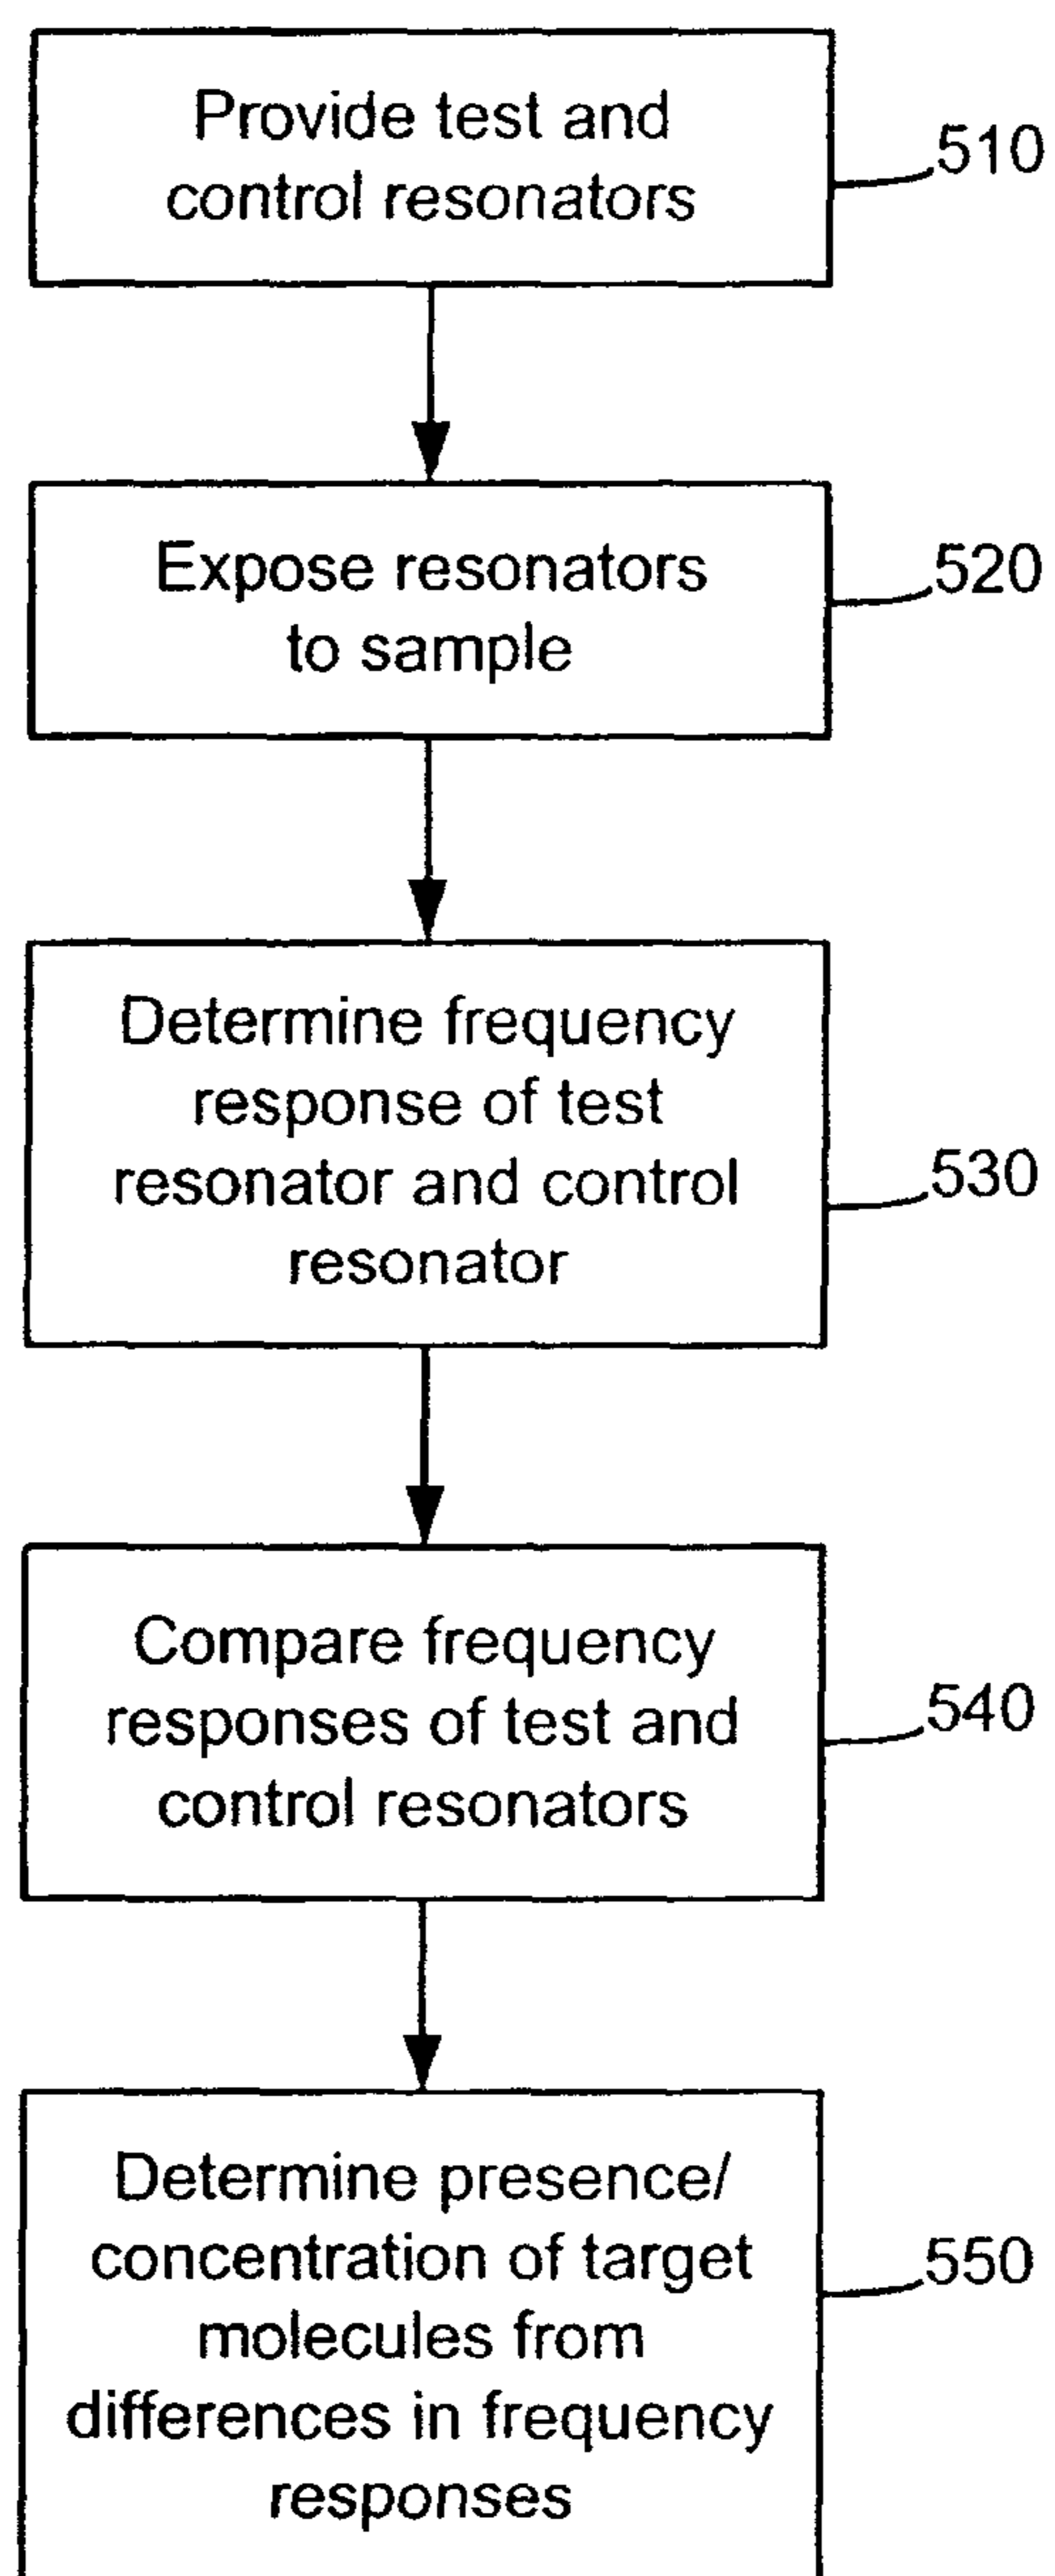 Provide test and
control resonators
510
Expose resonators
to sample
520
Determine frequency
response of test
resonator and control
resonator
530
Compare frequency
responses of test and
control resonators
540
Determine presence/
concentration of target
molecules from
differences in frequency
responses
550